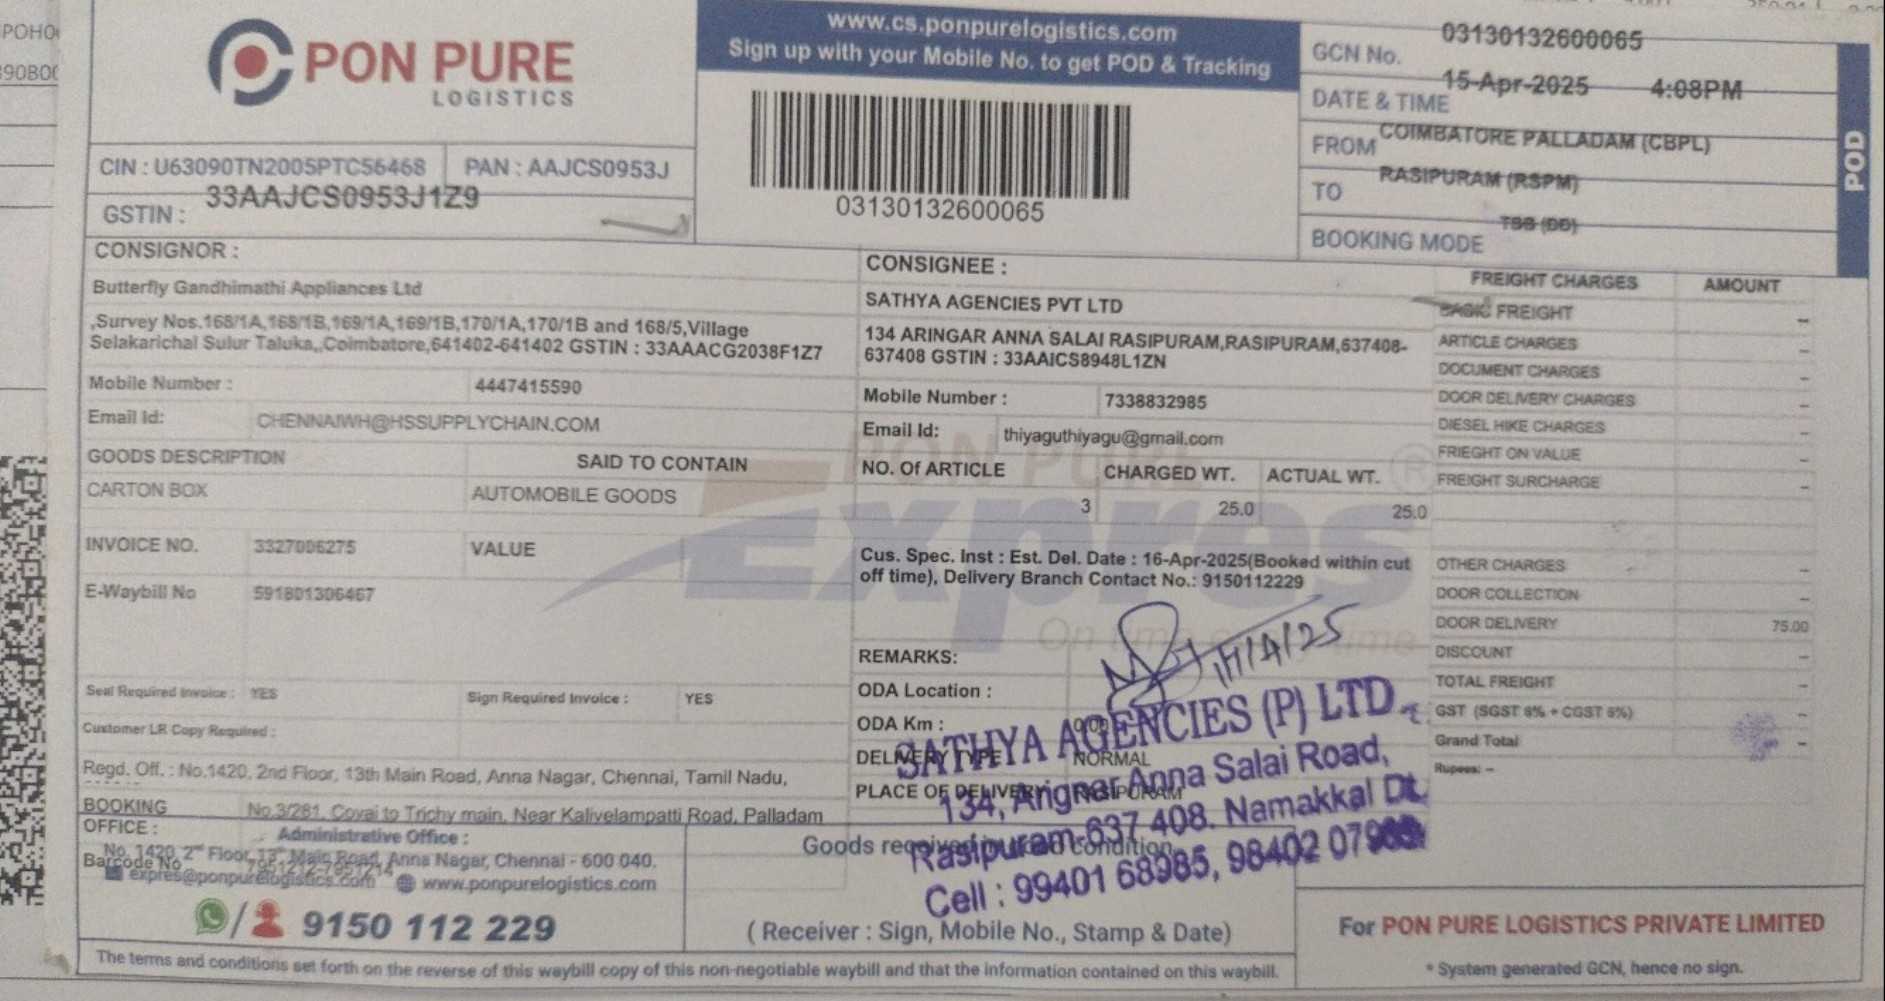 PON PURE
LOGISTICS
www.cs.ponpurelogistics.com
Sign up with your Mobile No. to get POD & Tracking
03130132600065
GCN No. 03130132600065
DATE & TIME 15-Apr-2025 4:08PM
FROM COIMBATORE PALLADAM (CBPL)
TO RASIPURAM (RSPM)
BOOKING MODE TBB (DD)
POD
CIN : U63090TN2005PTC56468 PAN : AAJCS0953J
GSTIN : 33AAJCS0953J1Z9
CONSIGNOR :
Butterfly Gandhimathi Appliances Ltd
,Survey Nos.168/1A,168/1B,169/1A,169/1B,170/1A,170/1B and 168/5,Village
Selakarichal Sulur Taluka,,Coimbatore,641402-641402 GSTIN : 33AAACG2038F1Z7
Mobile Number : 4447415590
Email Id: CHENNAIWH@HSSUPPLYCHAIN.COM
GOODS DESCRIPTION SAID TO CONTAIN
CARTON BOX AUTOMOBILE GOODS
INVOICE NO. 3327006275 VALUE
E-Waybill No 591801306467
Seal Required Invoice : YES Sign Required Invoice : YES
Customer LR Copy Required :
Regd. Off. : No.1420, 2nd Floor, 13th Main Road, Anna Nagar, Chennai, Tamil Nadu,
BOOKING OFFICE : No.3/281, Covai to Trichy main, Near Kalivelampatti Road, Palladam
Administrative Office :
No. 1420, 2nd Floor, 13th Main Road, Anna Nagar, Chennai - 600 040.
Barcode No
expres@ponpurelogistics.com www.ponpurelogistics.com
9150 112 229
CONSIGNEE :
SATHYA AGENCIES PVT LTD
134 ARINGAR ANNA SALAI RASIPURAM,RASIPURAM,637408-
637408 GSTIN : 33AAICS8948L1ZN
Mobile Number : 7338832985
Email Id: thiyaguthiyagu@gmail.com
NO. Of ARTICLE CHARGED WT. ACTUAL WT.
3 25.0 25.0
PON PURE
Expres
Cus. Spec. Inst : Est. Del. Date : 16-Apr-2025(Booked within cut
off time), Delivery Branch Contact No.: 9150112229
REMARKS:
ODA Location :
ODA Km : 0.00
DELIVERY TYPE NORMAL
PLACE OF DELIVERY RASIPURAM
/4/25
SATHYA AGENCIES (P) LTD.
134, Arignar Anna Salai Road,
Rasipuram-637 408. Namakkal Dt.
Cell : 99401 68985, 98402
Goods received condition
( Receiver : Sign, Mobile No., Stamp & Date)
FREIGHT CHARGES AMOUNT
BASIC FREIGHT –
ARTICLE CHARGES –
DOCUMENT CHARGES –
DOOR DELIVERY CHARGES –
DIESEL HIKE CHARGES –
FRIEGHT ON VALUE –
FREIGHT SURCHARGE –
OTHER CHARGES –
DOOR COLLECTION –
DOOR DELIVERY 75.00
DISCOUNT –
TOTAL FREIGHT –
GST (SGST 6% + CGST 6%) –
Grand Total –
Rupees: –
For PON PURE LOGISTICS PRIVATE LIMITED
* System generated GCN, hence no sign.
The terms and conditions set forth on the reverse of this waybill copy of this non-negotiable waybill and that the information contained on this waybill.